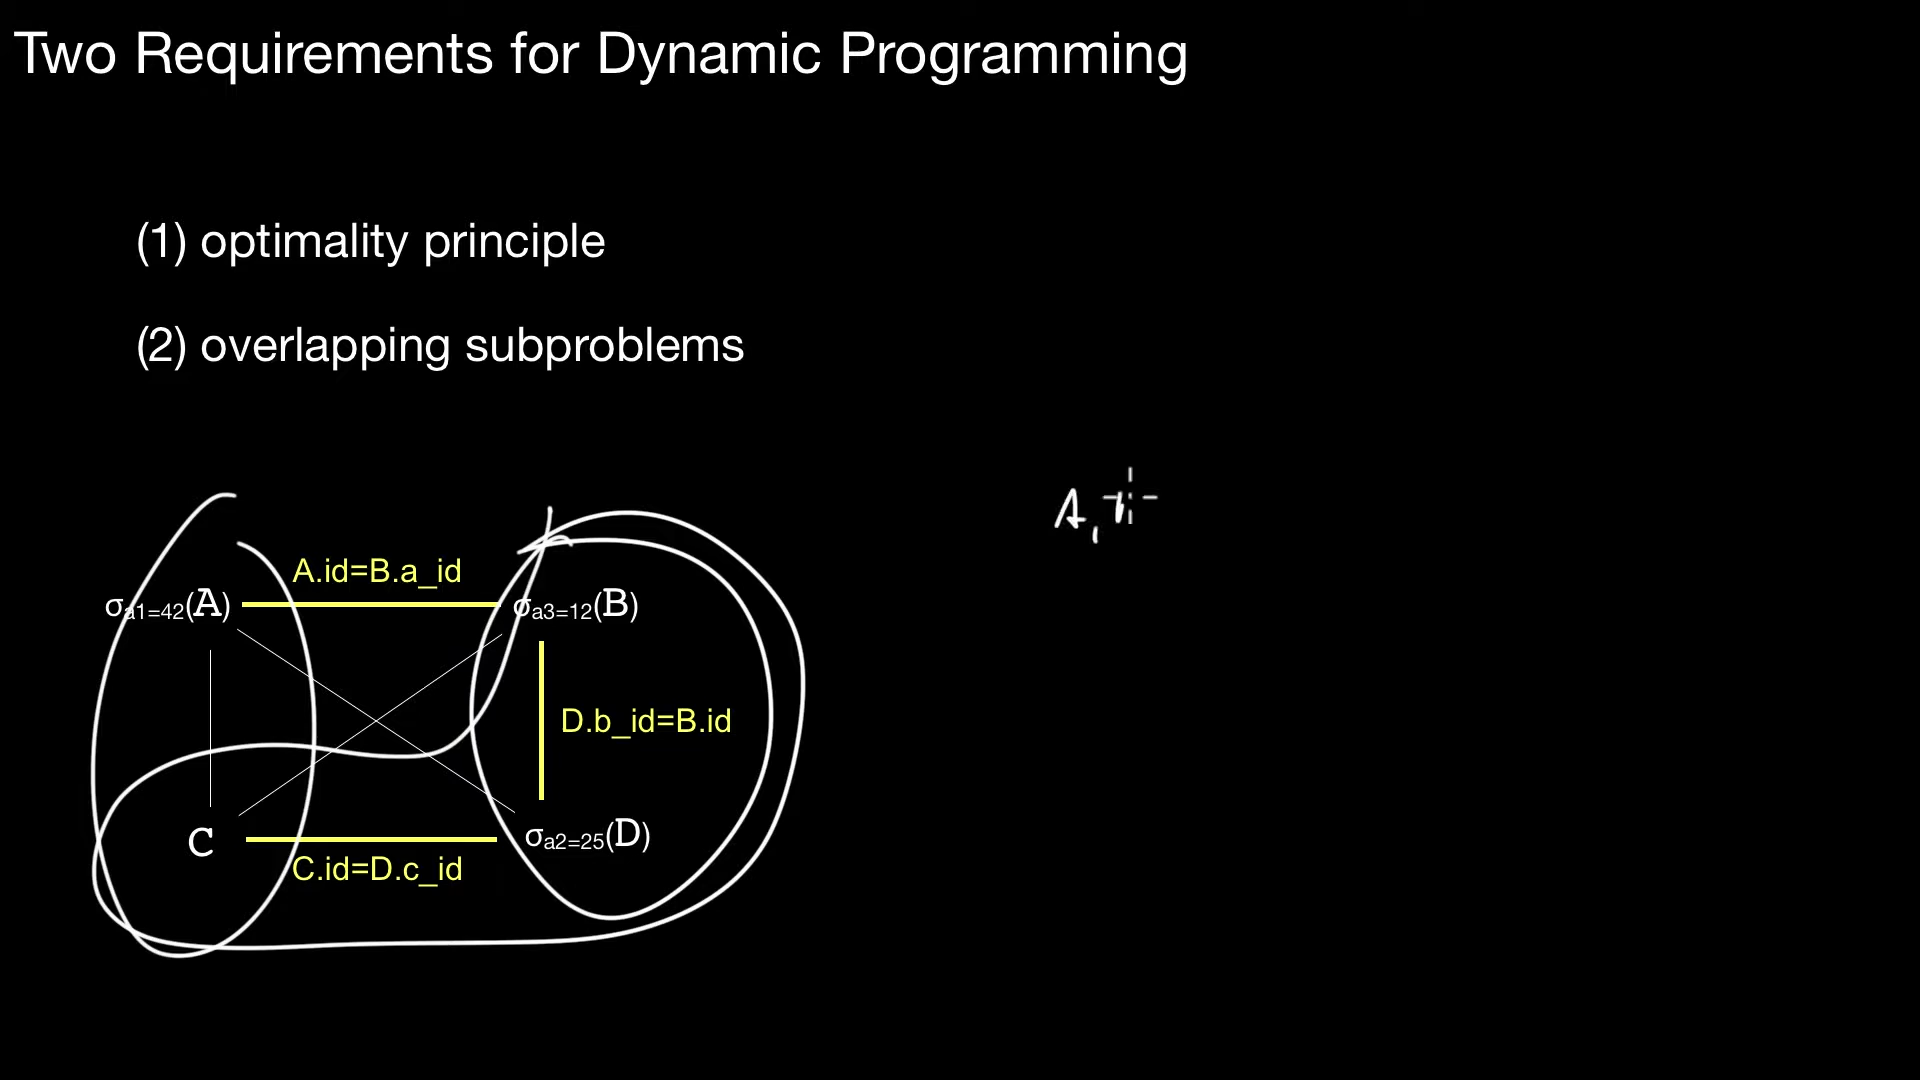 Two Requirements for Dynamic Programming
(1) optimality principle
(2) overlapping subproblems
A,
A.id=B.a_id
σa1=42(A) σa3=12(B)
D.b_id=B.id
C σa2=25(D)
C.id=D.c_id